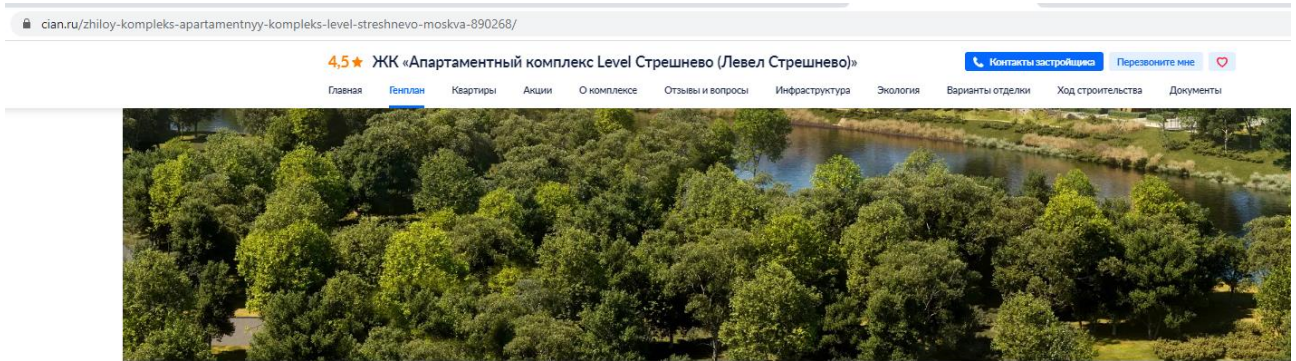 cian.ru/zhiloy-kompleks-apartamentnyy-kompleks-level-streshnevo-moskva-890268/
4,5★ ЖК «Апартаментный комплекс Level Стрешнево (Левел Стрешнево)» Контакты застройщика Перезвоните мне
Главная Генплан Квартиры Акции О комплексе Отзывы и вопросы Инфраструктура Экология Варианты отделки Ход строительства Документы